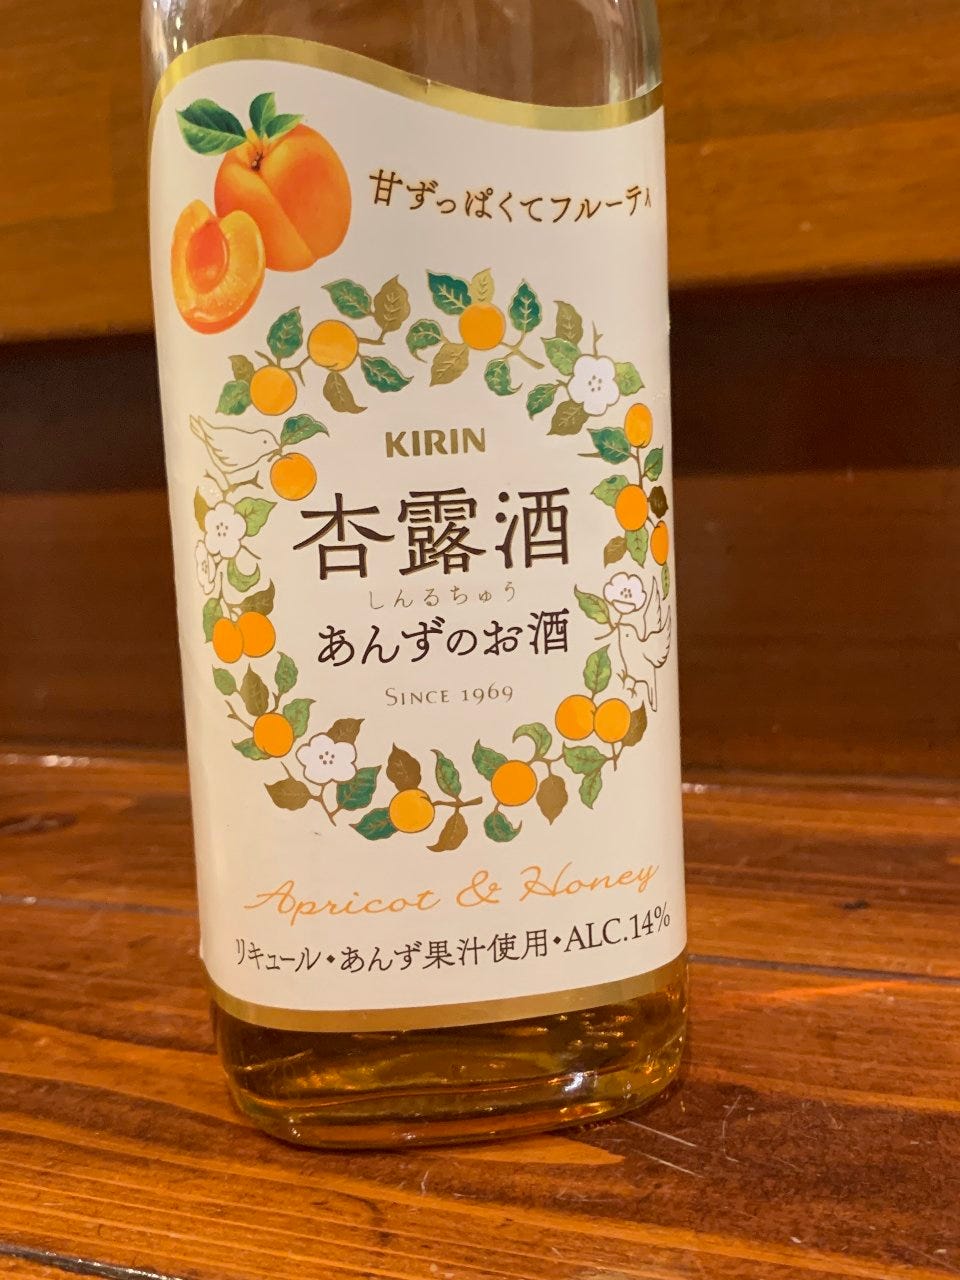 甘ずっぱくてフルーティ
KIRIN
杏露酒
しんるちゅう
あんずのお酒
SINCE 1969
Apricot & Honey
リキュール・あんず果汁使用・ALC.14%